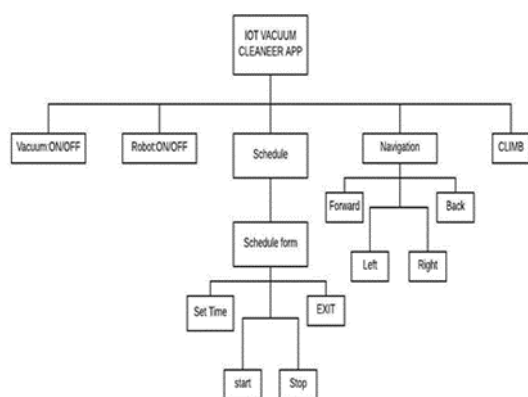 IOT VACUUM
CLEANEER APP
Vacuum:ON/OFF
Robot:ON/OFF
Schedule
Navigation
CLIMB
Forward
Back
Left
Right
Schedule form
Set Time
EXIT
start
Stop